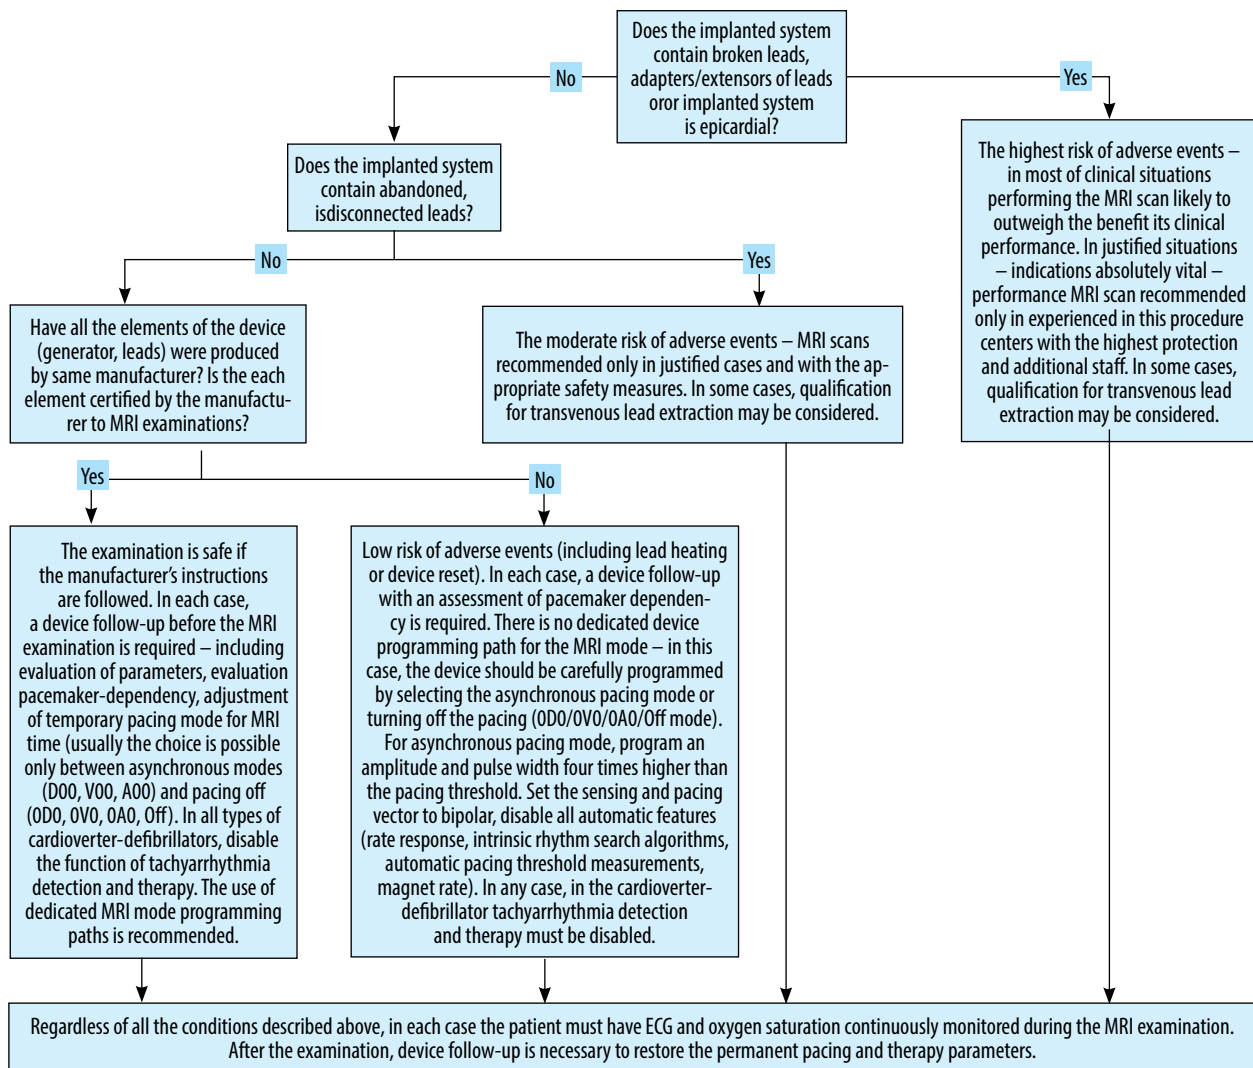 Does the implanted system
contain broken leads,
adapters/extensors of leads
oror implanted system
is epicardial?
No
Yes
Does the implanted system
contain abandoned,
isdisconnected leads?
The highest risk of adverse events –
in most of clinical situations
performing the MRI scan likely to
outweigh the benefit its clinical
performance. In justified situations
– indications absolutely vital –
performance MRI scan recommended
only in experienced in this procedure
centers with the highest protection
and additional staff. In some cases,
qualification for transvenous lead
extraction may be considered.
No
Yes
Have all the elements of the device
(generator, leads) were produced
by same manufacturer? Is the each
element certified by the manufactu-
rer to MRI examinations?
The moderate risk of adverse events – MRI scans
recommended only in justified cases and with the ap-
propriate safety measures. In some cases, qualification
for transvenous lead extraction may be considered.
Yes
No
The examination is safe if
the manufacturer's instructions
are followed. In each case,
a device follow-up before the MRI
examination is required – including
evaluation of parameters, evaluation
pacemaker-dependency, adjustment
of temporary pacing mode for MRI
time (usually the choice is possible
only between asynchronous modes
(D00, V00, A00) and pacing off
(0D0, 0V0, 0A0, Off). In all types of
cardioverter-defibrillators, disable
the function of tachyarrhythmia
detection and therapy. The use of
dedicated MRI mode programming
paths is recommended.
Low risk of adverse events (including lead heating
or device reset). In each case, a device follow-up
with an assessment of pacemaker dependen-
cy is required. There is no dedicated device
programming path for the MRI mode – in this
case, the device should be carefully programmed
by selecting the asynchronous pacing mode or
turning off the pacing (0D0/0V0/0A0/Off mode).
For asynchronous pacing mode, program an
amplitude and pulse width four times higher than
the pacing threshold. Set the sensing and pacing
vector to bipolar, disable all automatic features
(rate response, intrinsic rhythm search algorithms,
automatic pacing threshold measurements,
magnet rate). In any case, in the cardioverter-
defibrillator tachyarrhythmia detection
and therapy must be disabled.
Regardless of all the conditions described above, in each case the patient must have ECG and oxygen saturation continuously monitored during the MRI examination.
After the examination, device follow-up is necessary to restore the permanent pacing and therapy parameters.